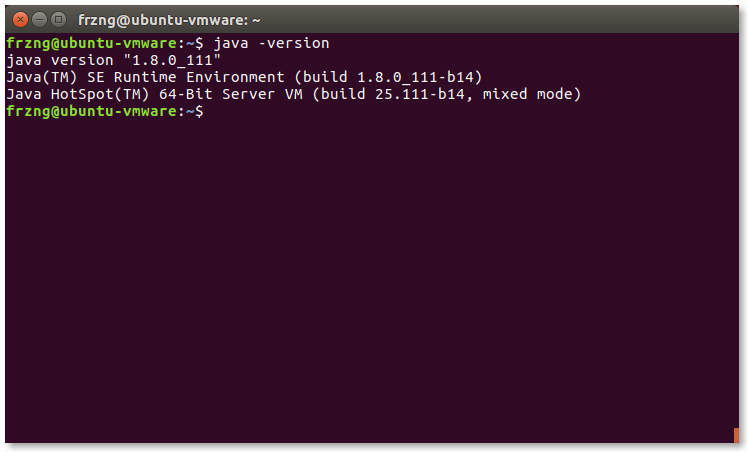 frzng@ubuntu-vmware: ~
frzng@ubuntu-vmware:~$ java -version
java version "1.8.0_111"
Java(TM) SE Runtime Environment (build 1.8.0_111-b14)
Java HotSpot(TM) 64-Bit Server VM (build 25.111-b14, mixed mode)
frzng@ubuntu-vmware:~$